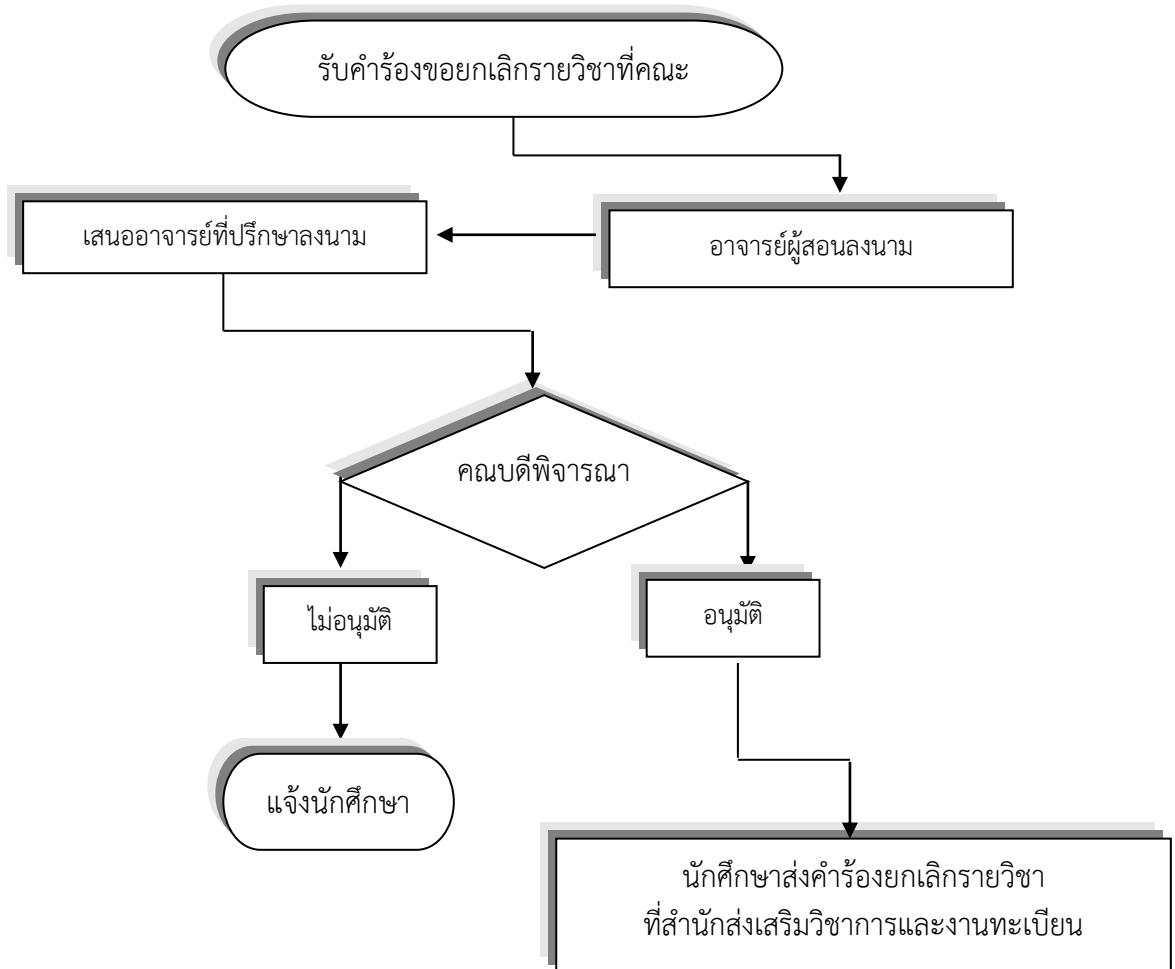 รับคำร้องขอยกเลิกรายวิชาที่คณะ
เสนออาจารย์ที่ปรึกษาลงนาม
อาจารย์ผู้สอนลงนาม
คณบดีพิจารณา
ไม่อนุมัติ
อนุมัติ
แจ้งนักศึกษา
นักศึกษาส่งคำร้องยกเลิกรายวิชา
ที่สำนักส่งเสริมวิชาการและงานทะเบียน